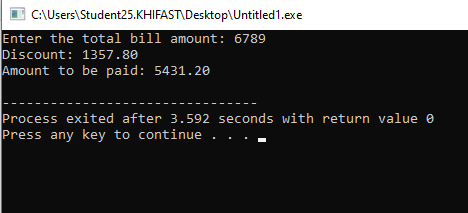 C:\Users\Student25.KHIFAST\Desktop\Untitled1.exe
Enter the total bill amount: 6789
Discount: 1357.80
Amount to be paid: 5431.20
--------------------------------
Process exited after 3.592 seconds with return value 0
Press any key to continue . . .